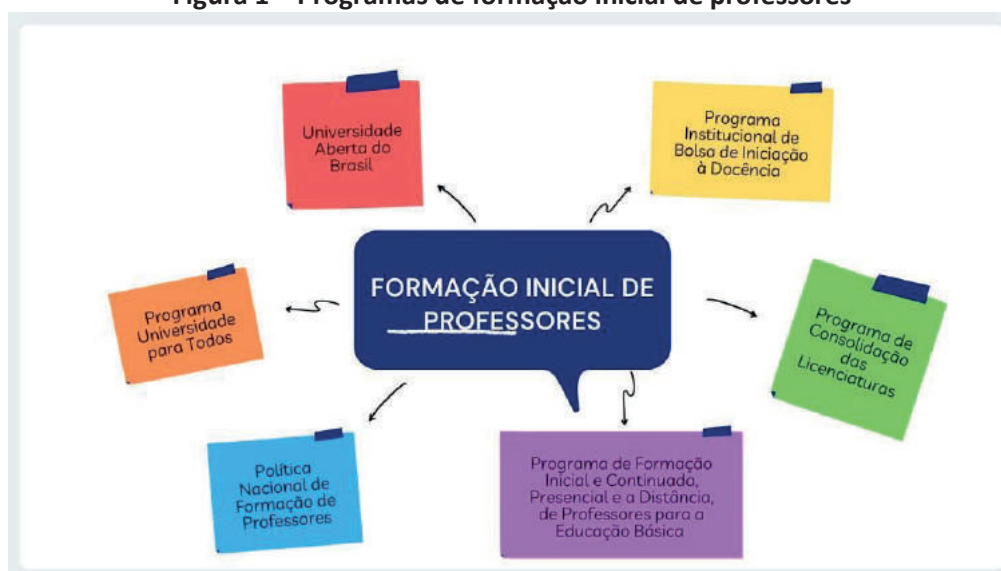 Figura 1 – Programas de formação inicial de professores
Universidade
Aberta do
Brasil
Programa
Institucional de
Bolsa de Iniciação
à Docência
FORMAÇÃO INICIAL DE
PROFESSORES
Programa
Universidade
para Todos
Programa de
Consolidação
das
Licenciaturas
Política
Nacional de
Formação de
Professores
Programa de Formação
Inicial e Continuada,
Presencial e a Distância,
de Professores para a
Educação Básica